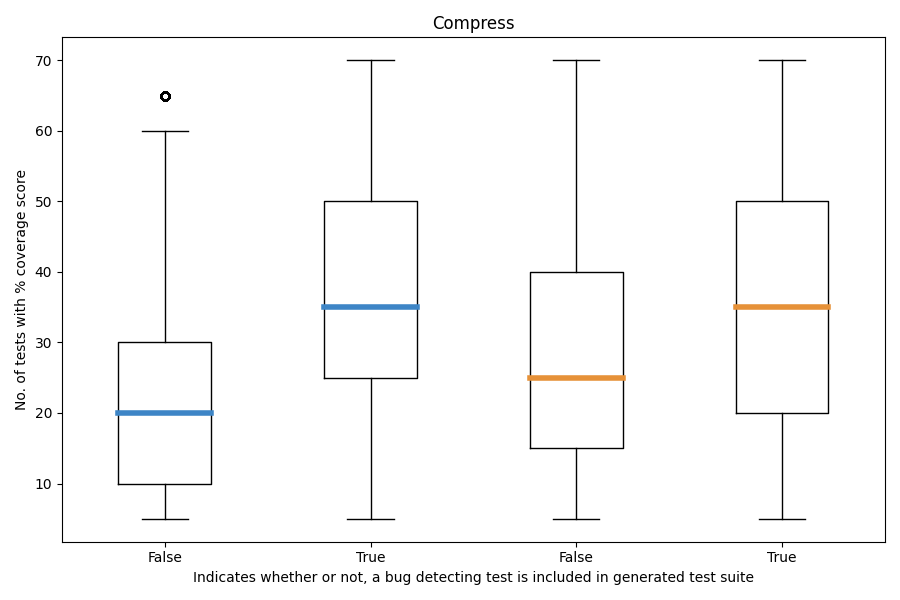 Compress
No. of tests with % coverage score
70
60
50
40
30
20
10
False True False True
Indicates whether or not, a bug detecting test is included in generated test suite